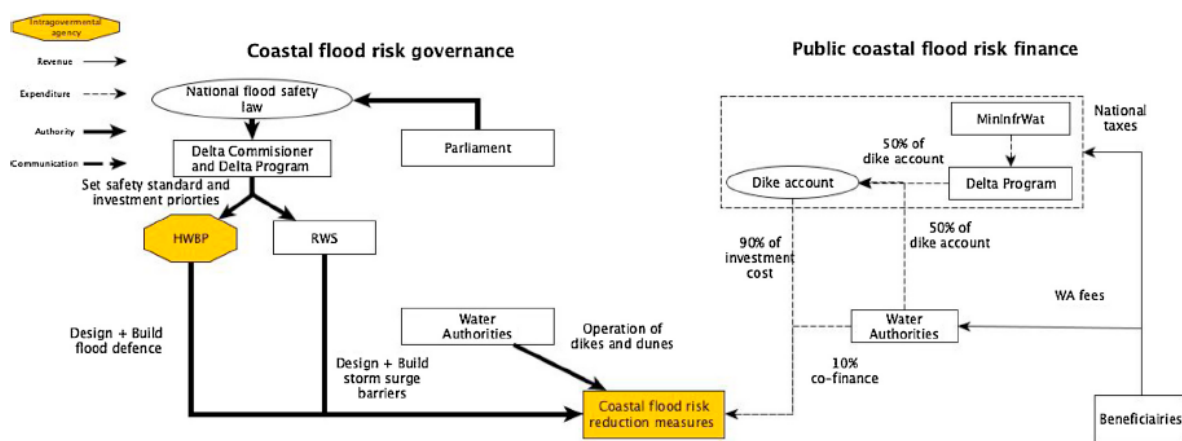 Intragovermental
agency
Revenue
Expenditure
Authority
Communication
Coastal flood risk governance
National flood safety
law
Parliament
Delta Commisioner
and Delta Program
Set safety standard and
investment priorties
HWBP
RWS
Design + Build
flood defence
Design + Build
storm surge
barriers
Water
Authorities
Operation of
dikes and dunes
Coastal flood risk
reduction measures
Public coastal flood risk finance
MinInfrWat
50% of
dike account
Delta Program
Dike account
National
taxes
90% of
investment
cost
50% of
dike account
WA fees
Water
Authorities
10%
co-finance
Beneficiairies